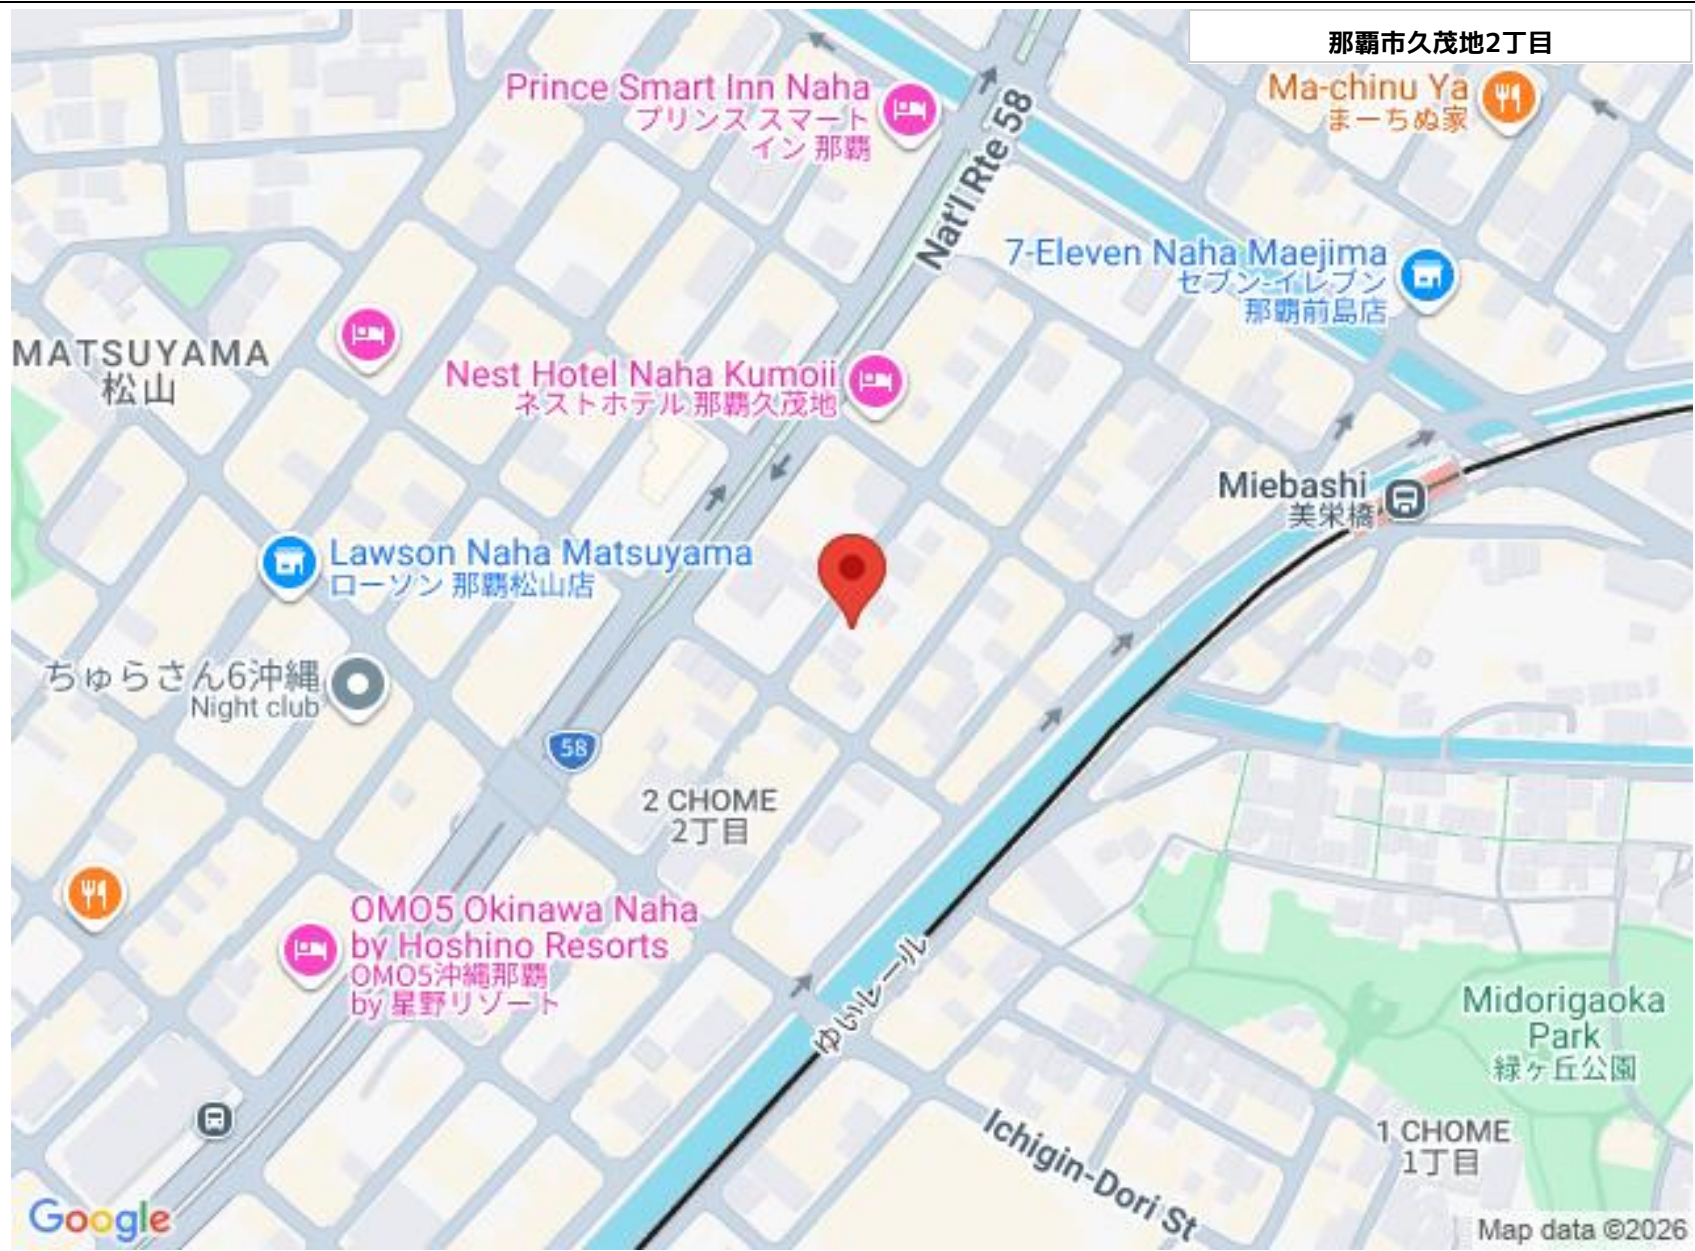 那覇市久茂地2丁目
Prince Smart Inn Naha
プリンス スマート
イン 那覇
Ma-chinu Ya
まーちぬ家
Nat'l Rte 58
7-Eleven Naha Maejima
セブン-イレブン
那覇前島店
MATSUYAMA
松山
Nest Hotel Naha Kumoji
ネストホテル 那覇久茂地
Miebashi
美栄橋
Lawson Naha Matsuyama
ローソン 那覇松山店
ちゅらさん6沖縄
Night club
58
2 CHOME
2丁目
OMO5 Okinawa Naha
by Hoshino Resorts
OMO5沖縄那覇
by 星野リゾート
ゆいレール
Midorigaoka
Park
緑ヶ丘公園
Ichigin-Dori St
1 CHOME
1丁目
Google
Map data ©2026